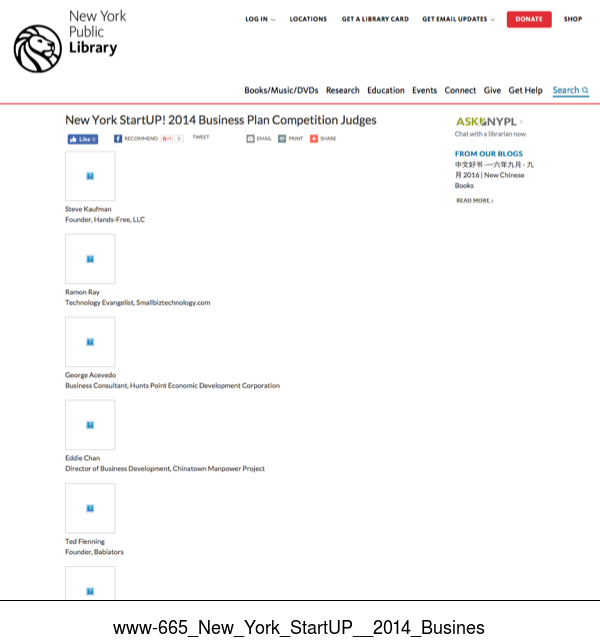 New York
Public
Library
LOG IN
LOCATIONS
GET A LIBRARY CARD
GET EMAIL UPDATES
DONATE
SHOP
Books/Music/DVDs Research Education Events Connect Give Get Help Search
New York StartUP! 2014 Business Plan Competition Judges
Like 0
RECOMMEND
G+1 0
TWEET
EMAIL
PRINT
SHARE
Steve Kaufman
Founder, Hands-Free, LLC
Ramon Ray
Technology Evangelist, Smallbiztechnology.com
George Acevedo
Business Consultant, Hunts Point Economic Development Corporation
Eddie Chan
Director of Business Development, Chinatown Manpower Project
Ted Flenning
Founder, Babiators
ASK NYPL >
Chat with a librarian now
FROM OUR BLOGS
中文好书 -一六年九月 - 九
月 2016 | New Chinese
Books
READ MORE ›
www-665_New_York_StartUP__2014_Busines